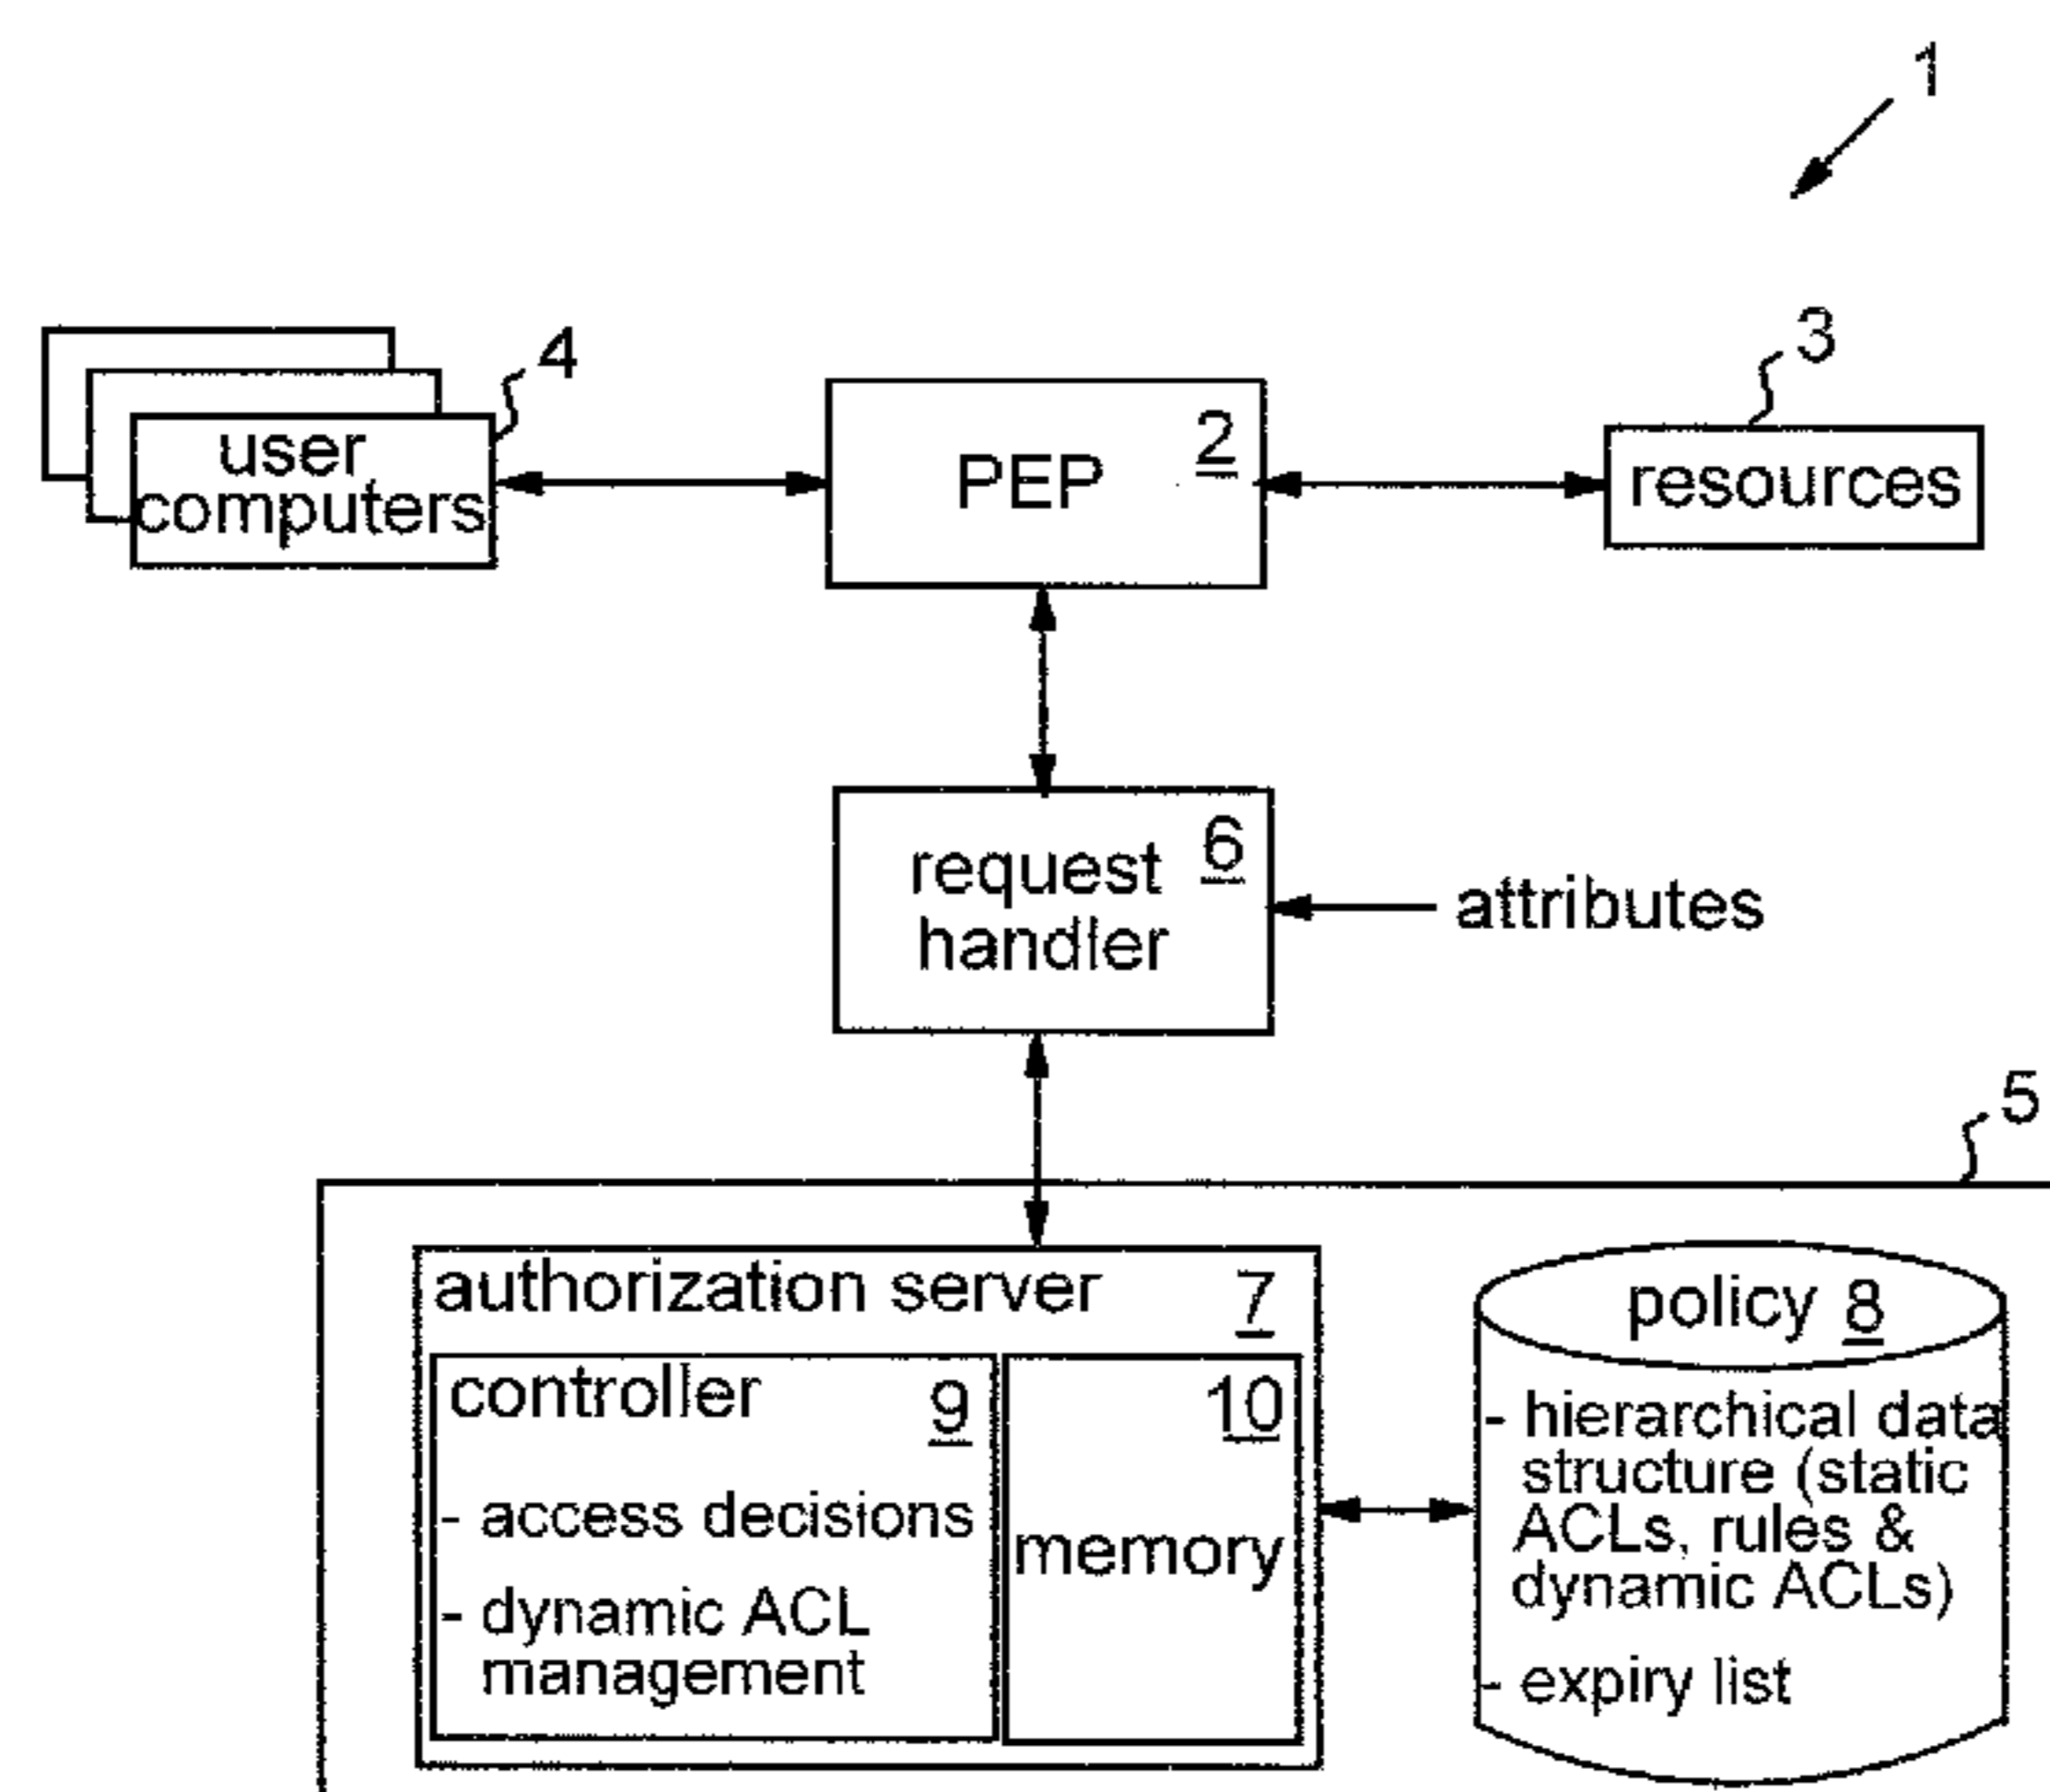 1
4
user
computers
PEP 2
3
resources
request 6
handler
attributes
5
authorization server 7
controller 9
- access decisions
- dynamic ACL
management
10
memory
policy 8
- hierarchical data
structure (static
ACLs, rules &
dynamic ACLs)
- expiry list